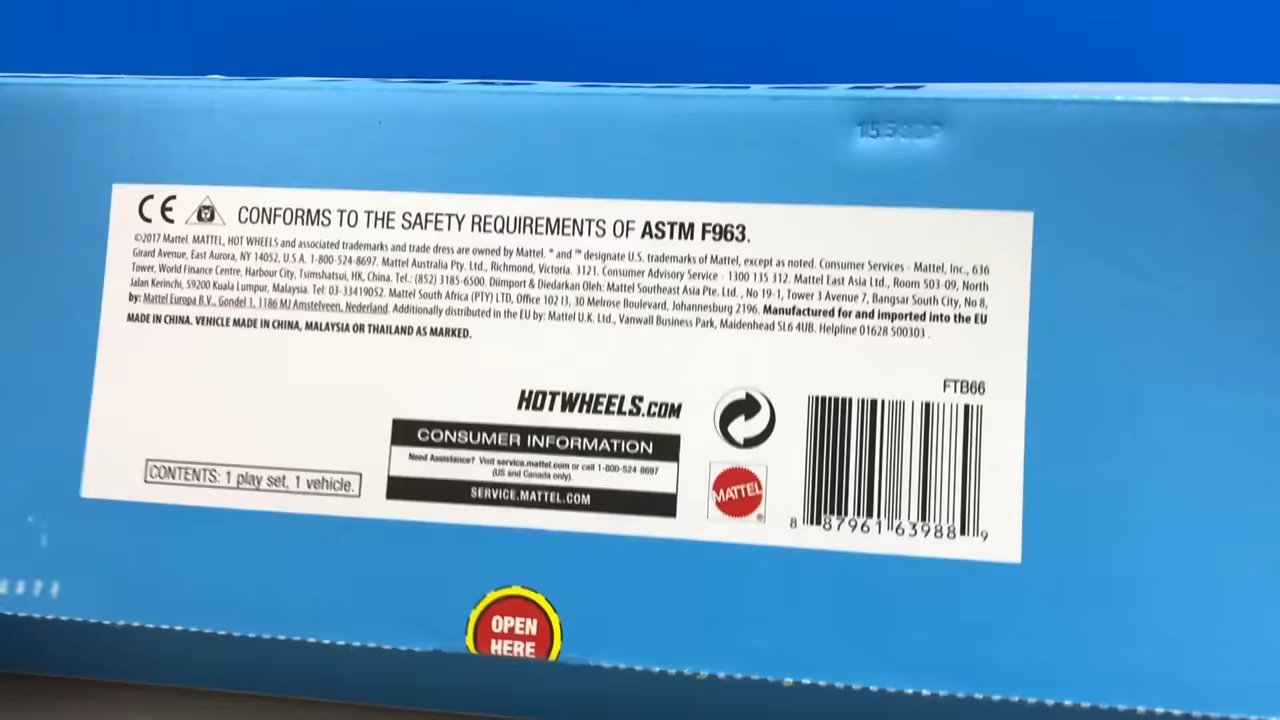 CE CONFORMS TO THE SAFETY REQUIREMENTS OF ASTM F963.
©2017 Mattel. MATTEL, HOT WHEELS and associated trademarks and trade dress are owned by Mattel. ® and ™ designate U.S. trademarks of Mattel, except as noted. Consumer Services - Mattel, Inc., 636
Girard Avenue, East Aurora, NY 14052, U.S.A. 1-800-524-8697. Mattel Australia Pty. Ltd., Richmond, Victoria. 3121. Consumer Advisory Service - 1300 135 312. Mattel East Asia Ltd., Room 503-09, North
Tower, World Finance Centre, Harbour City, Tsimshatsui, HK, China. Tel.: (852) 3185-6500. Diimport & Diedarkan Oleh: Mattel Southeast Asia Pte. Ltd., No 19-1, Tower 3 Avenue 7, Bangsar South City, No 8,
Jalan Kerinchi, 59200 Kuala Lumpur, Malaysia. Tel: 03-33419052. Mattel South Africa (PTY) LTD, Office 102 I3, 30 Melrose Boulevard, Johannesburg 2196. Manufactured for and imported into the EU
by: Mattel Europa B.V., Gondel 1, 1186 MJ Amstelveen, Nederland. Additionally distributed in the EU by: Mattel U.K. Ltd., Vanwall Business Park, Maidenhead SL6 4UB. Helpline 01628 500303.
MADE IN CHINA. VEHICLE MADE IN CHINA, MALAYSIA OR THAILAND AS MARKED.
FTB66
HOTWHEELS.COM
CONSUMER INFORMATION
Need Assistance? Visit service.mattel.com or call 1-800-524-8697
(US and Canada only).
SERVICE.MATTEL.COM
CONTENTS: 1 play set, 1 vehicle.
MATTEL
8 87961 63988 9
OPEN
HERE